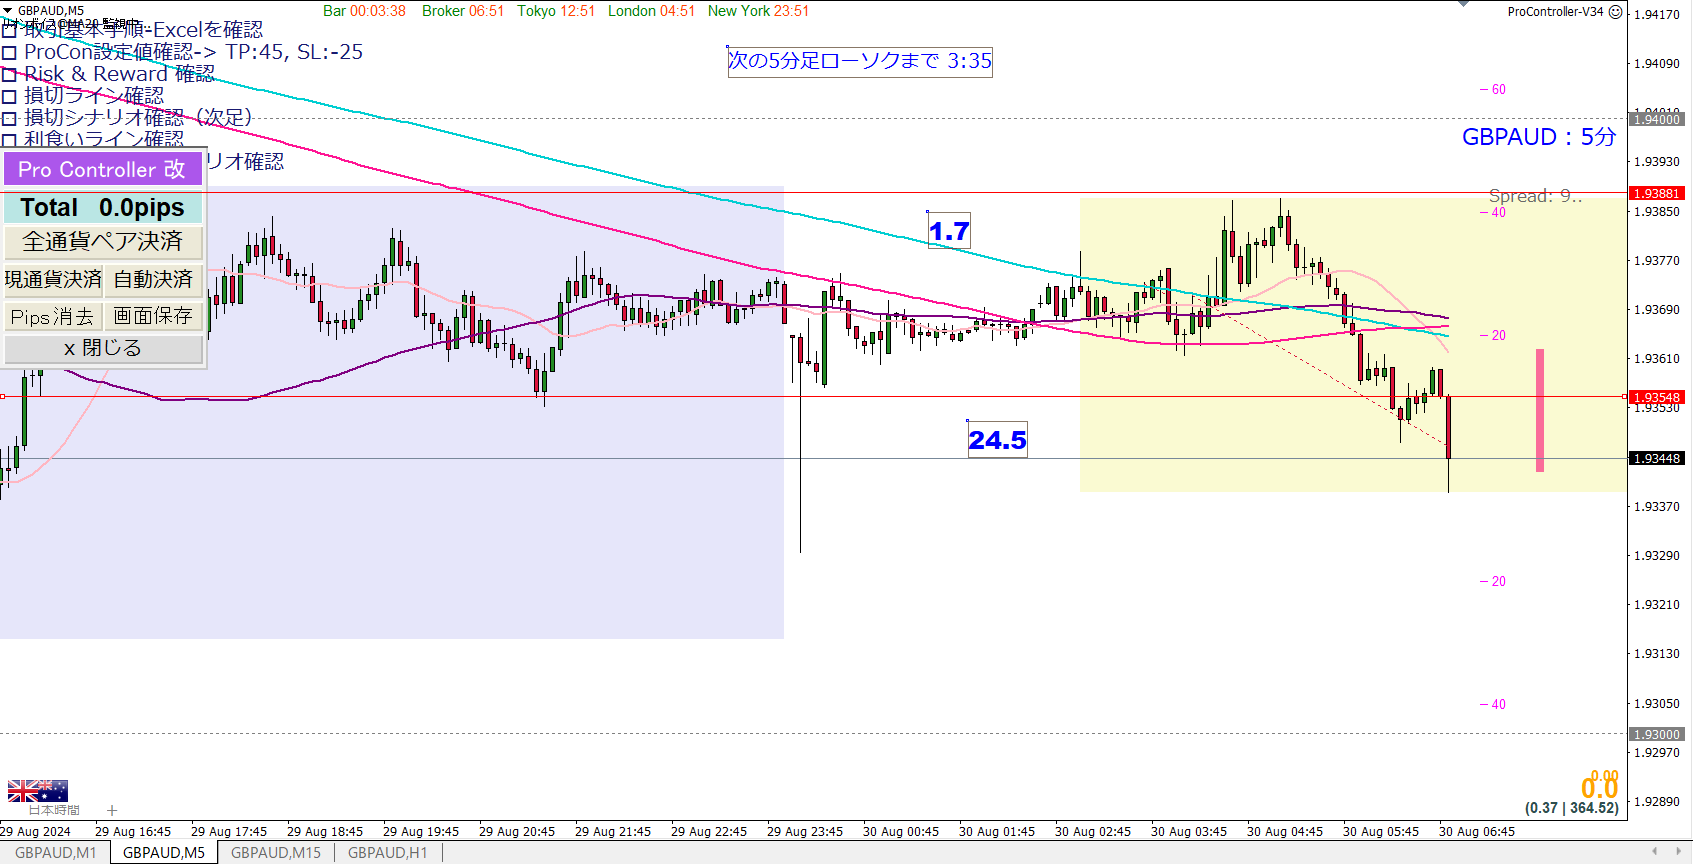 GBPAUD,M5
Bar 00:03:38 Broker 06:51 Tokyo 12:51 London 04:51 New York 23:51
ProController-V34
取引基本手順-Excelを確認
ProCon設定値確認-> TP:45, SL:-25
Risk & Reward 確認
損切ライン確認
損切シナリオ確認（次足）
利食いライン確認
リオ確認
次の5分足ローソクまで 3:35
GBPAUD : 5分
Spread: 9..
Pro Controller 改
Total 0.0pips
全通貨ペア決済
現通貨決済 自動決済
Pips消去 画面保存
x 閉じる
1.7
24.5
60
40
20
20
40
1.94170
1.94090
1.94000
1.93930
1.93881
1.93850
1.93770
1.93690
1.93610
1.93548
1.93530
1.93448
1.93370
1.93290
1.93210
1.93130
1.93050
1.93000
1.92970
1.92890
0.00
0.0
(0.37 | 364.52)
日本時間 +
29 Aug 2024 29 Aug 16:45 29 Aug 17:45 29 Aug 18:45 29 Aug 19:45 29 Aug 20:45 29 Aug 21:45 29 Aug 22:45 29 Aug 23:45 30 Aug 00:45 30 Aug 01:45 30 Aug 02:45 30 Aug 03:45 30 Aug 04:45 30 Aug 05:45 30 Aug 06:45
GBPAUD,M1 GBPAUD,M5 GBPAUD,M15 GBPAUD,H1